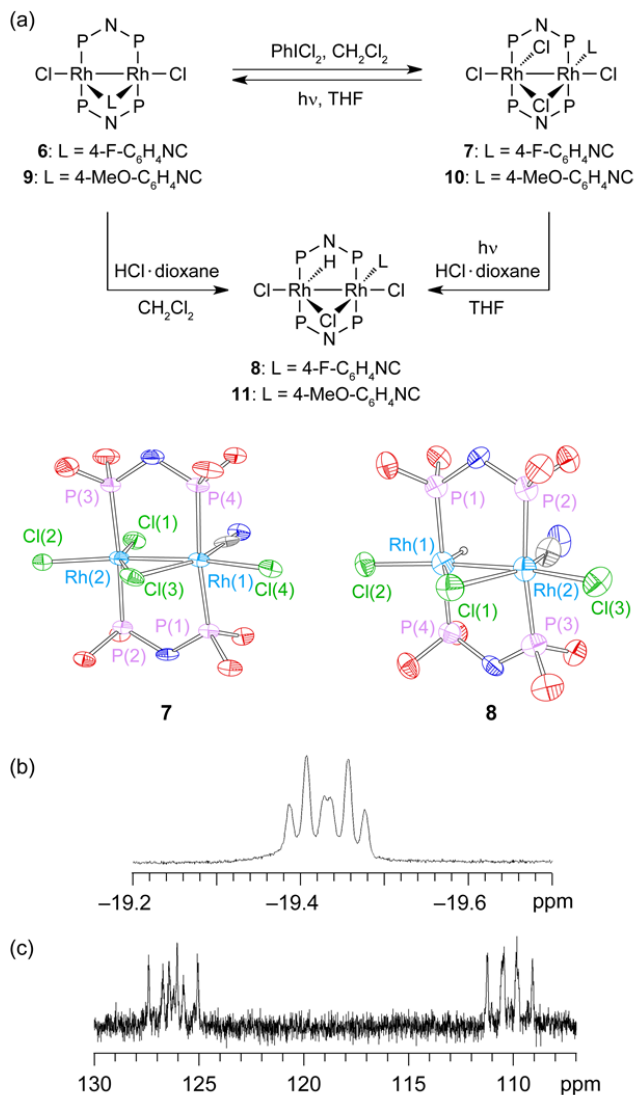 (a)
N
P P
Cl Rh Rh Cl
L
P P
N
6: L = 4-F-C6H4NC
9: L = 4-MeO-C6H4NC
PhICl2, CH2Cl2
hν, THF
N
P P
Cl L
Cl Rh Rh Cl
Cl
P P
N
7: L = 4-F-C6H4NC
10: L = 4-MeO-C6H4NC
HCl·dioxane
CH2Cl2
N
P P
H L
Cl Rh Rh Cl
Cl
P P
N
hν
HCl·dioxane
THF
8: L = 4-F-C6H4NC
11: L = 4-MeO-C6H4NC
P(3) P(4)
Cl(2) Cl(1)
Rh(2) Cl(3) Rh(1) Cl(4)
P(2) P(1)
7
P(1) P(2)
Rh(1)
Cl(2) Cl(1) Rh(2) Cl(3)
P(4) P(3)
8
(b)
–19.2 –19.4 –19.6 ppm
(c)
130 125 120 115 110 ppm